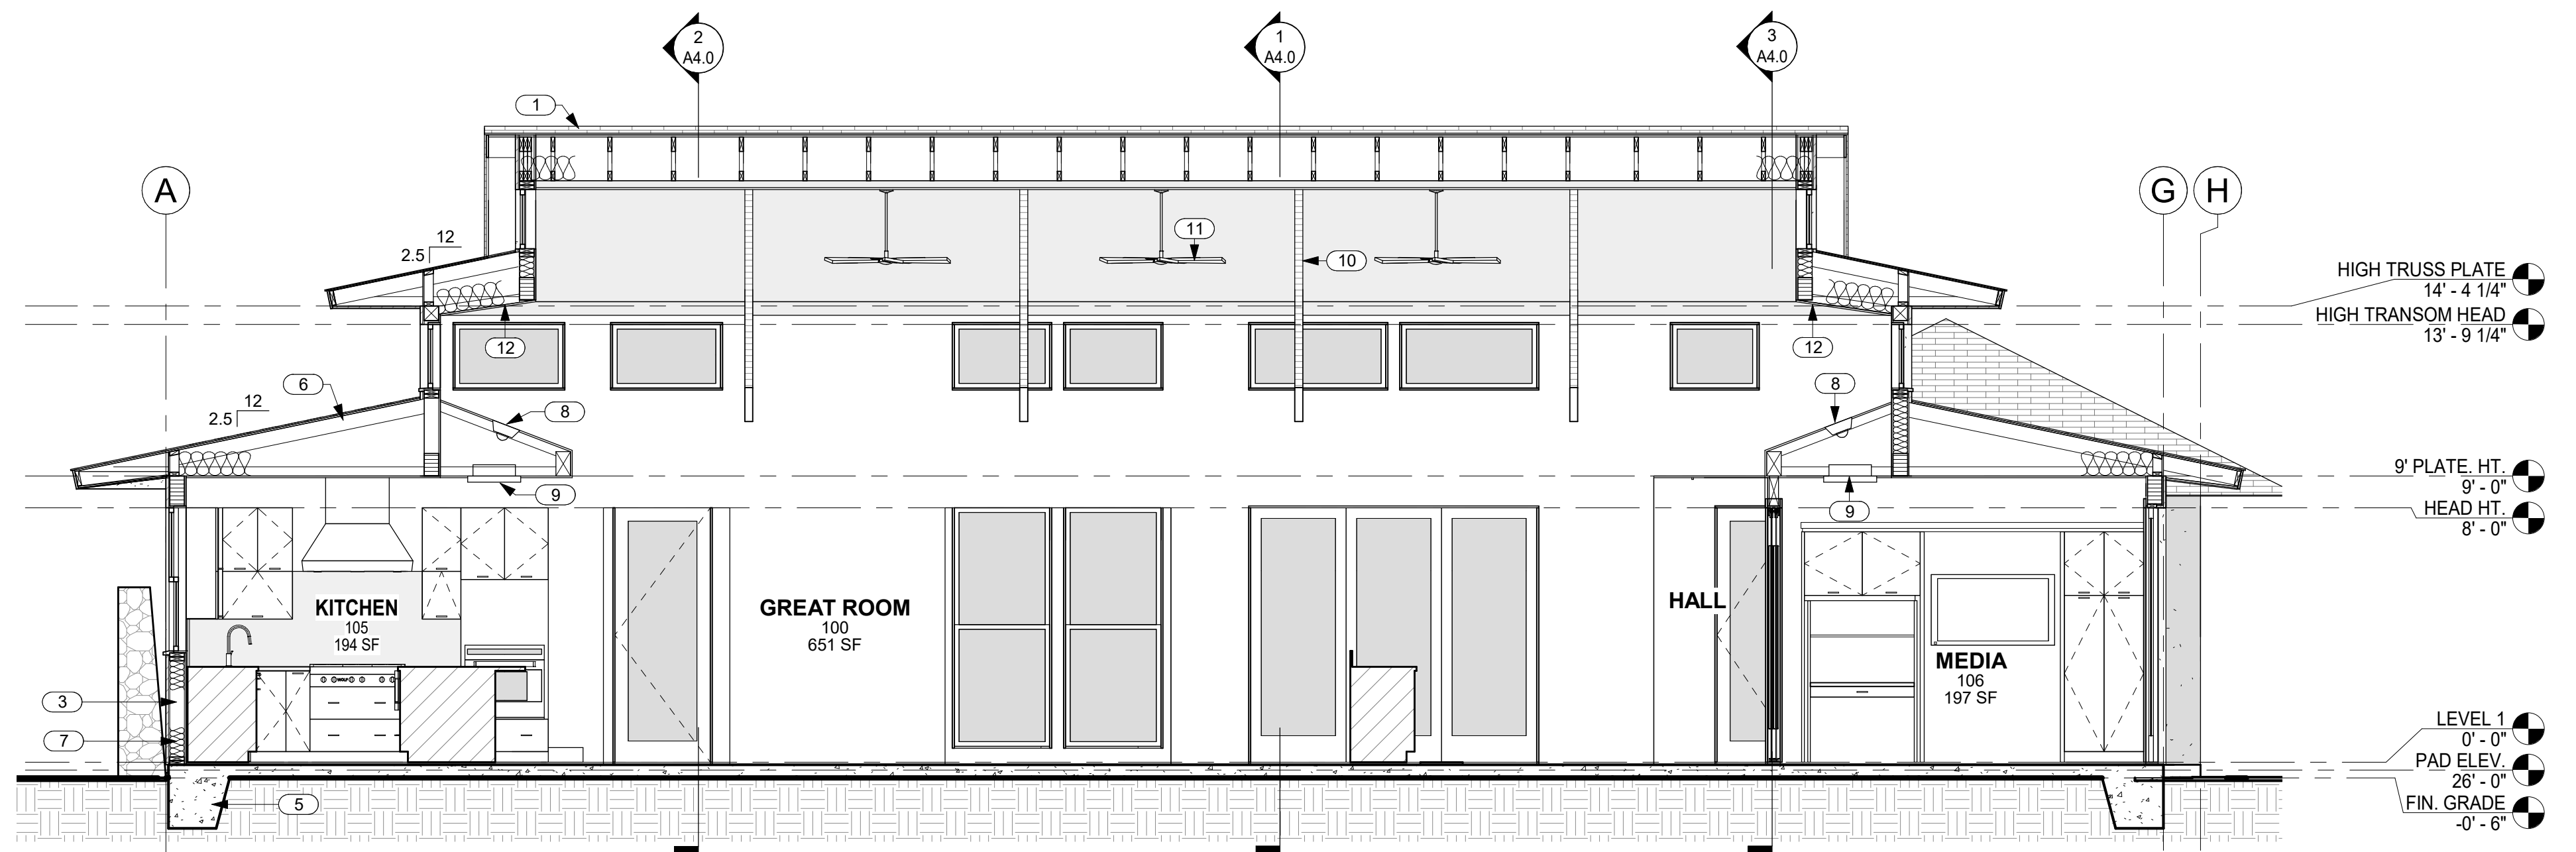 2
A4.0
1
A4.0
3
A4.0
1
A
G
H
12
2.5
11
10
HIGH TRUSS PLATE
14' - 4 1/4"
HIGH TRANSOM HEAD
13' - 9 1/4"
12
12
6
8
8
12
2.5
9
9
9' PLATE. HT.
9' - 0"
HEAD HT.
8' - 0"
KITCHEN
105
194 SF
GREAT ROOM
100
651 SF
HALL
MEDIA
106
197 SF
WOLF
3
7
5
LEVEL 1
0' - 0"
PAD ELEV.
26' - 0"
FIN. GRADE
-0' - 6"